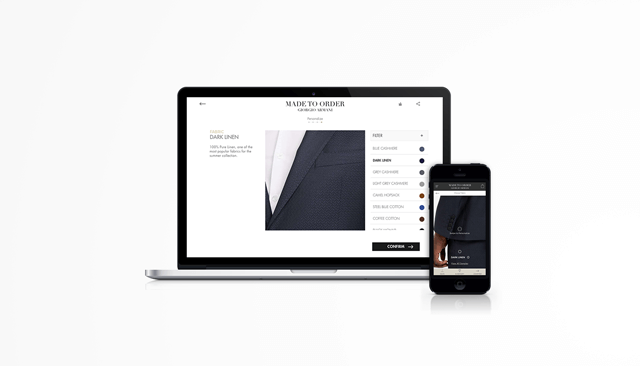 MADE TO ORDER
GIORGIO ARMANI
Personalize
FABRIC
DARK LINEN
100% Pure linen, one of the
most popular fabrics for the
summer collection.
FILTER
BLUE CASHMERE
DARK LINEN
GREY CASHMERE
LIGHT GREY CASHMERE
CAMEL HOPSACK
STEEL BLUE COTTON
COFFEE COTTON
CONFIRM
MADE TO ORDER
DARK LINEN